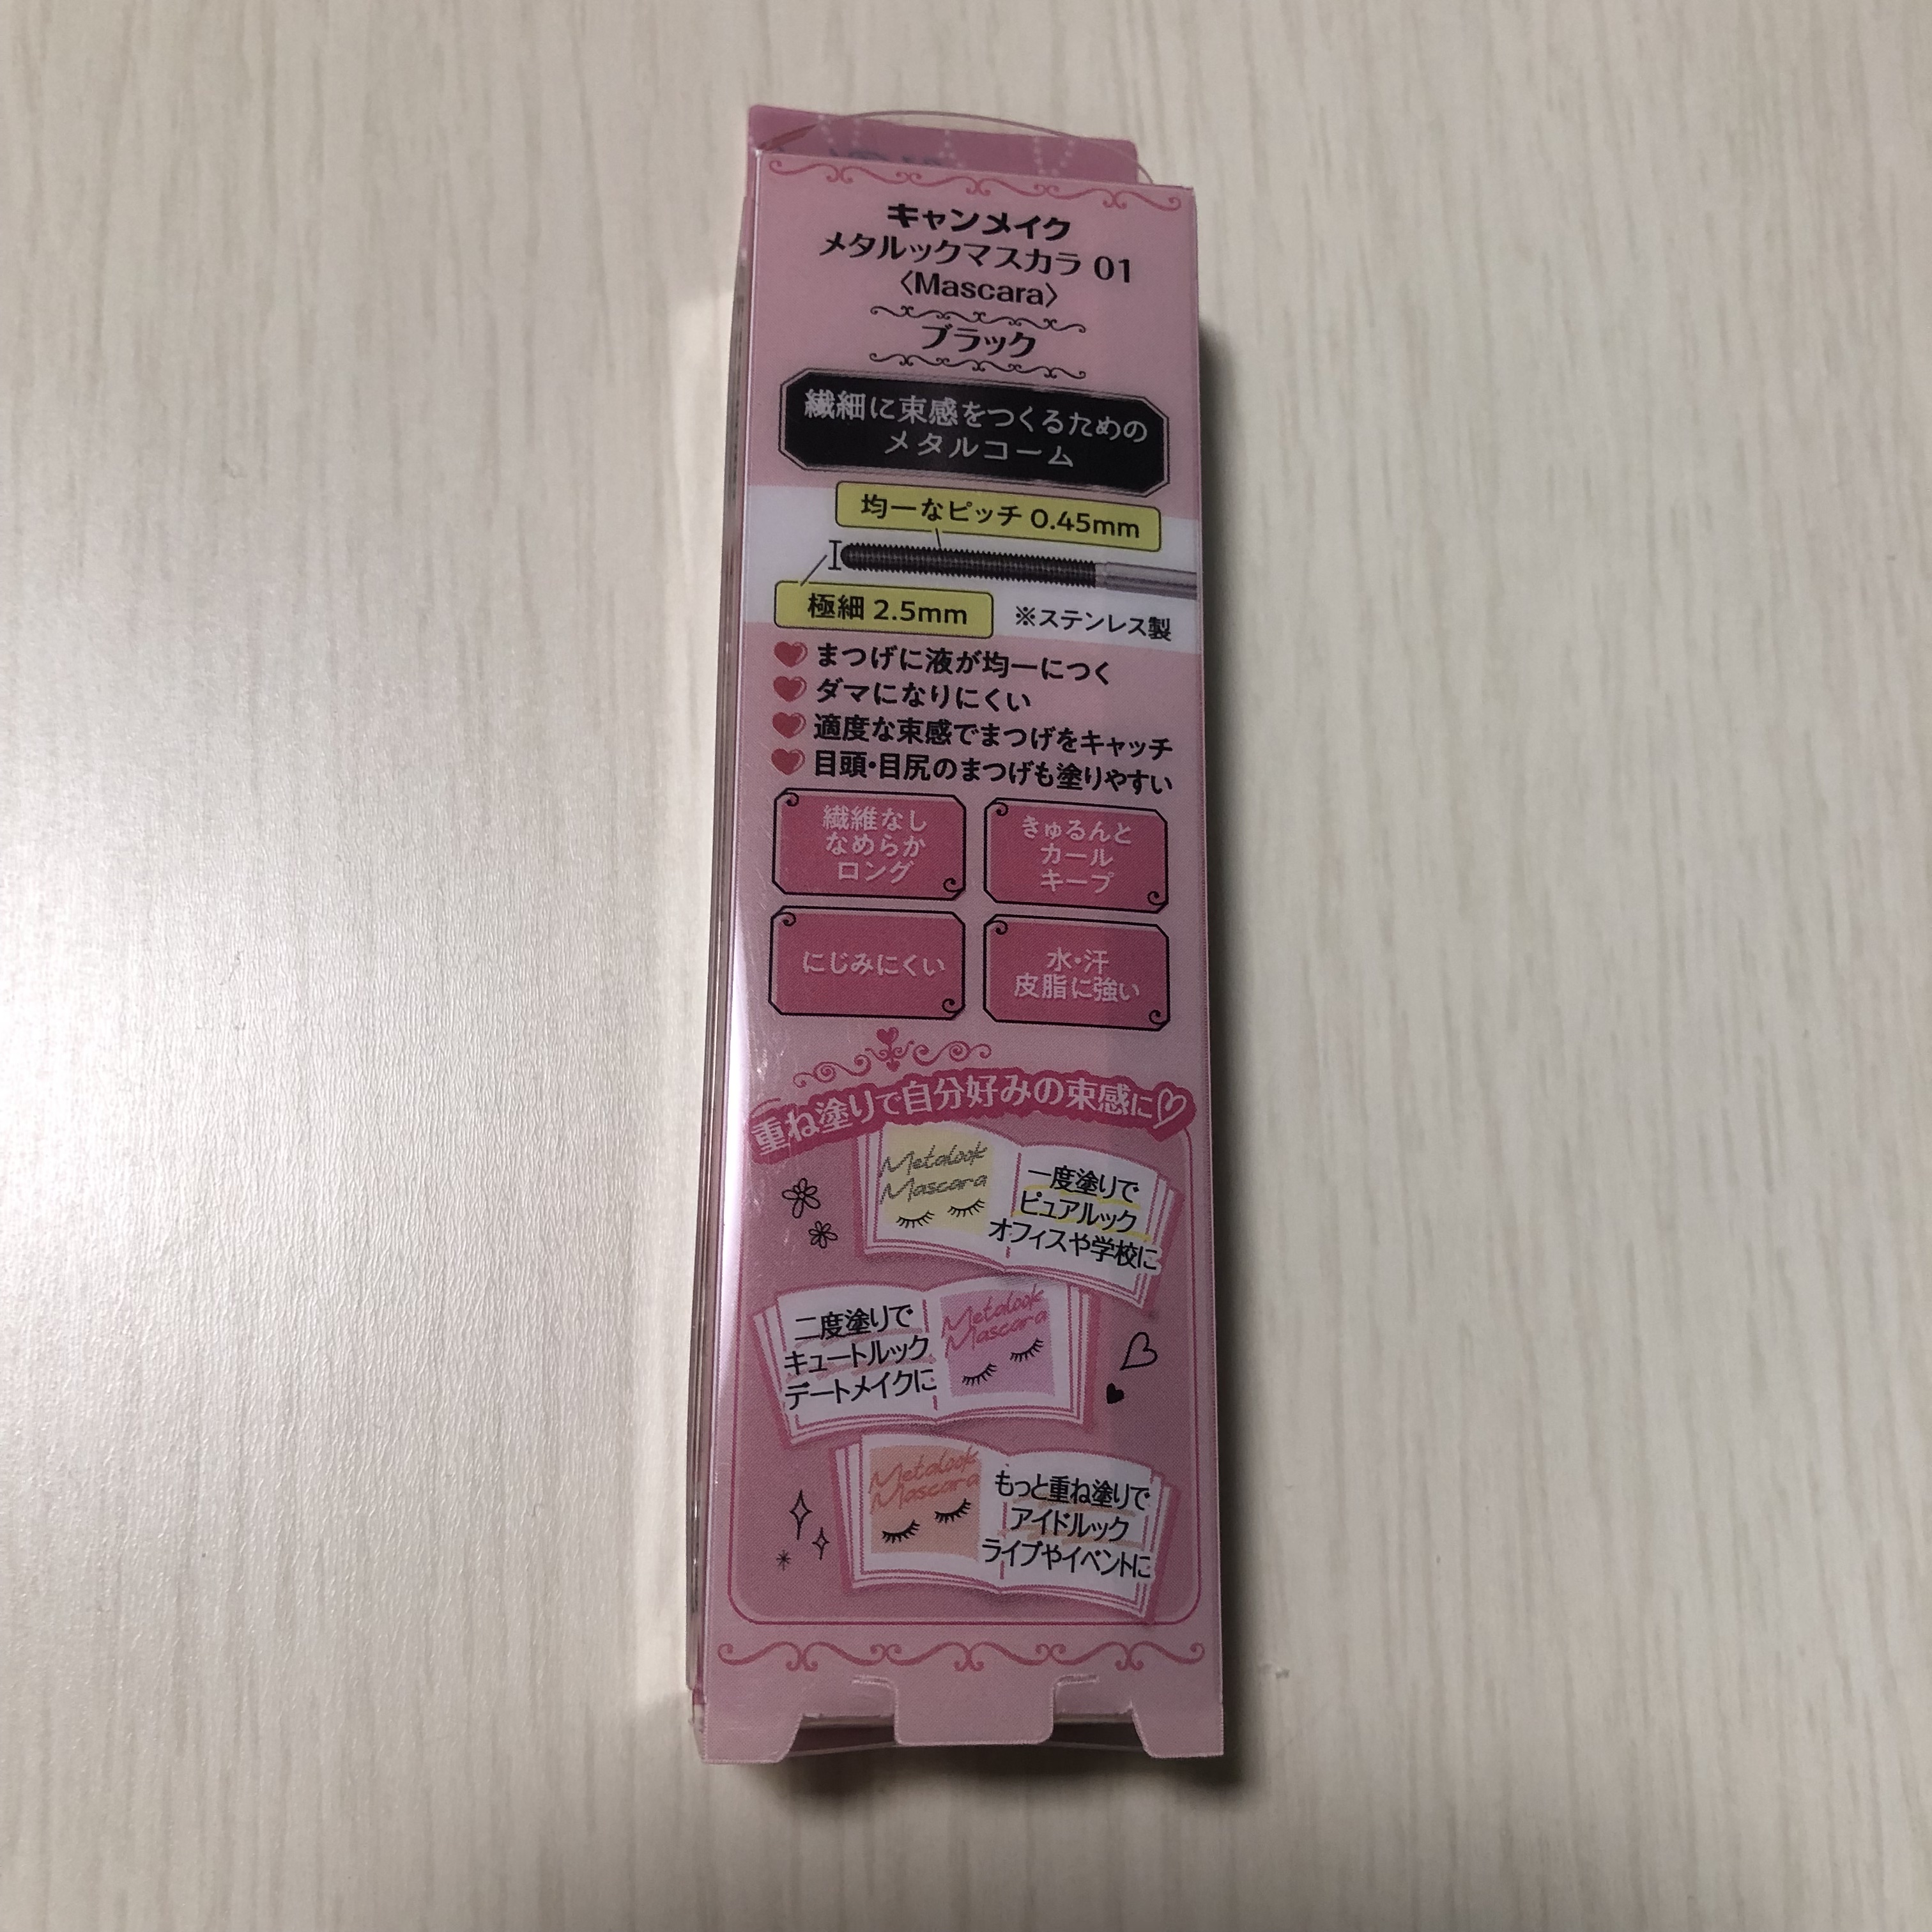 キャンメイク
メタルックマスカラ 01
〈Mascara〉
ブラック
繊細に束感をつくるための
メタルコーム
均一なピッチ 0.45mm
極細 2.5mm
※ステンレス製
まつげに液が均一につく
ダマになりにくい
適度な束感でまつげをキャッチ
目頭・目尻のまつげも塗りやすい
繊維なし
なめらか
ロング
きゅるんと
カール
キープ
にじみにくい
水・汗
皮脂に強い
重ね塗りで自分好みの束感に♡
Metalook
Mascara
一度塗りで
ピュアルック
オフィスや学校に
二度塗りで
キュートルック
デートメイクに
Metalook
Mascara
Metalook
Mascara
もっと重ね塗りで
アイドルック
ライブやイベントに